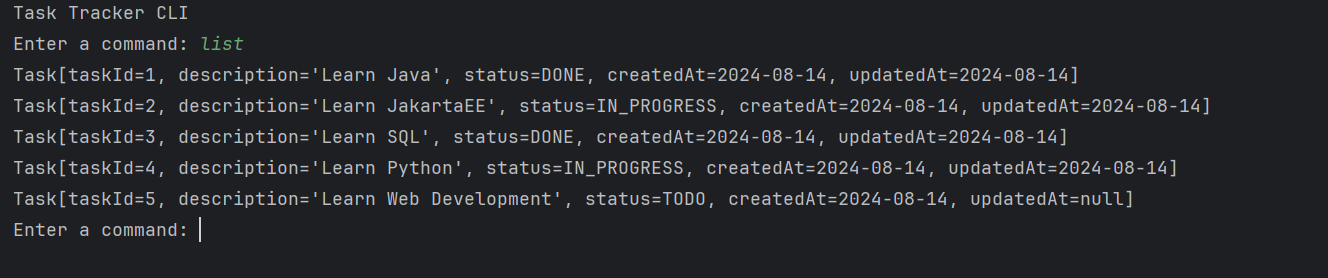 Task Tracker CLI
Enter a command: list
Task[taskId=1, description='Learn Java', status=DONE, createdAt=2024-08-14, updatedAt=2024-08-14]
Task[taskId=2, description='Learn JakartaEE', status=IN_PROGRESS, createdAt=2024-08-14, updatedAt=2024-08-14]
Task[taskId=3, description='Learn SQL', status=DONE, createdAt=2024-08-14, updatedAt=2024-08-14]
Task[taskId=4, description='Learn Python', status=IN_PROGRESS, createdAt=2024-08-14, updatedAt=2024-08-14]
Task[taskId=5, description='Learn Web Development', status=TODO, createdAt=2024-08-14, updatedAt=null]
Enter a command: